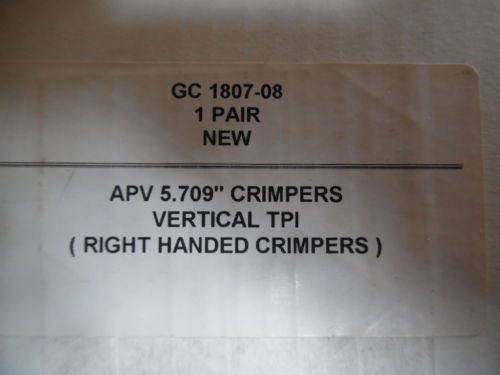 GC 1807-08
1 PAIR
NEW
APV 5.709" CRIMPERS
VERTICAL TPI
( RIGHT HANDED CRIMPERS )